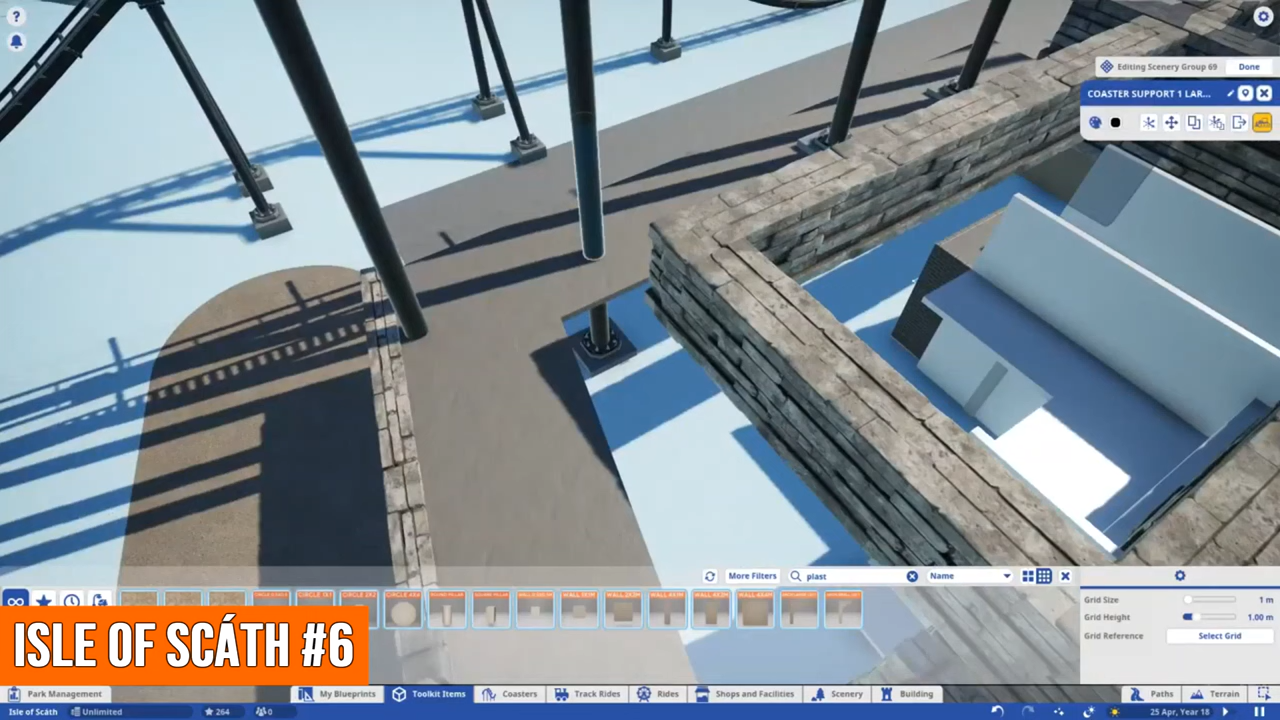 ?
Editing Scenery Group 69 Done
COASTER SUPPORT 1 LAR...
More Filters plast Name
CIRCLE 1X1 CIRCLE 2X2 CIRCLE 4X4
Grid Size 1 m
Grid Height 1.00 m
Grid Reference Select Grid
ISLE OF SCÁTH #6
Park Management My Blueprints Toolkit Items Coasters Track Rides Rides Shops and Facilities Scenery Building Paths Terrain
Isle of Scáth Unlimited 264 0 25 Apr, Year 18